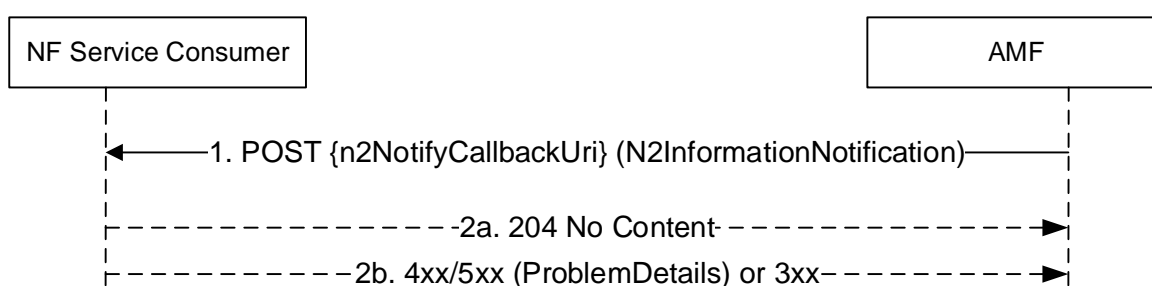 NF Service Consumer
AMF
1. POST {n2NotifyCallbackUri} (N2InformationNotification)
2a. 204 No Content
2b. 4xx/5xx (ProblemDetails) or 3xx